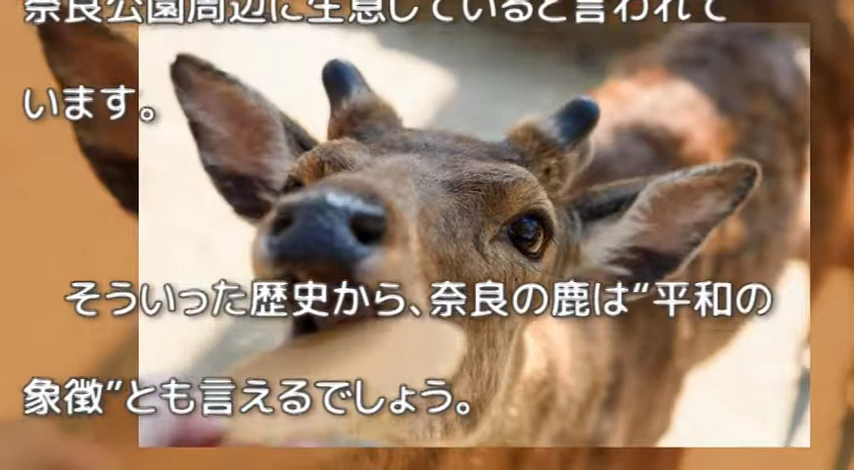 奈良公園周辺に生息していると言われて
います。
そういった歴史から、奈良の鹿は“平和の
象徴”とも言えるでしょう。